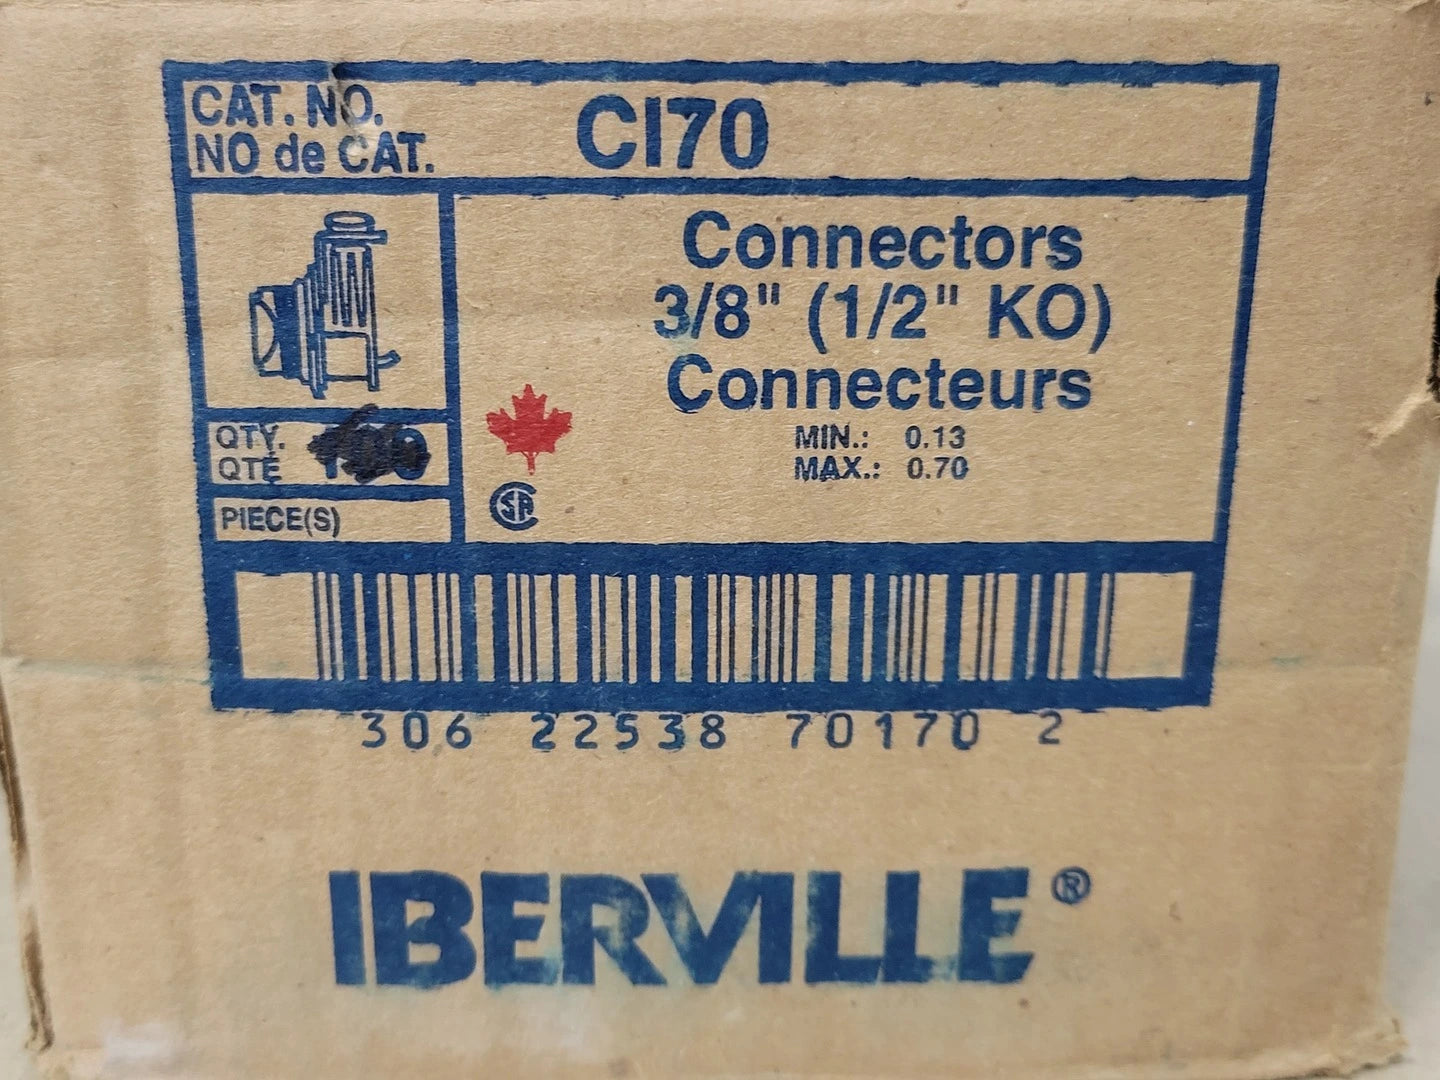 CAT. NO.
NO de CAT.
CI70
Connectors
3/8" (1/2" KO)
Connecteurs
MIN.: 0.13
MAX.: 0.70
QTY.
QTÉ
PIECE(S)
CSA
306 22538 70170 2
IBERVILLE®